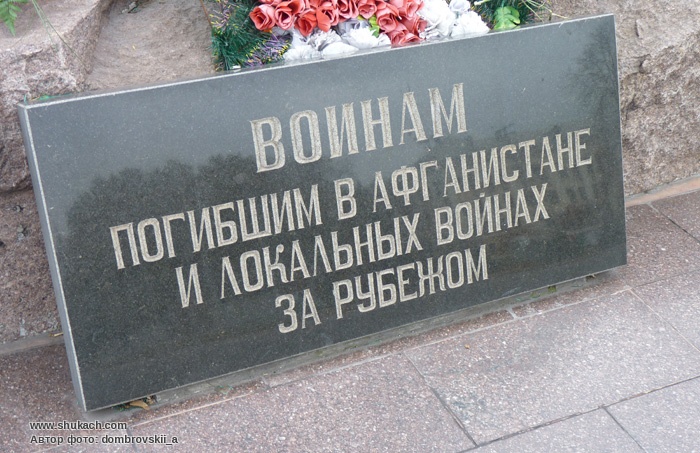 ВОИНАМ
ПОГИБШИМ В АФГАНИСТАНЕ
И ЛОКАЛЬНЫХ ВОЙНАХ
ЗА РУБЕЖОМ
www.shukach.com
Автор фото: dombrovskii_a